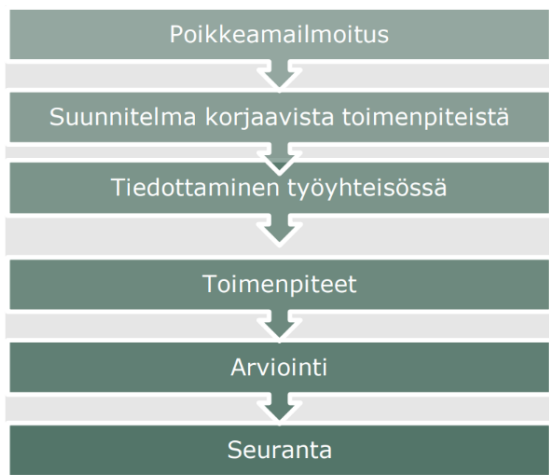 Poikkeamailmoitus
Suunnitelma korjaavista toimenpiteistä
Tiedottaminen työyhteisössä
Toimenpiteet
Arviointi
Seuranta